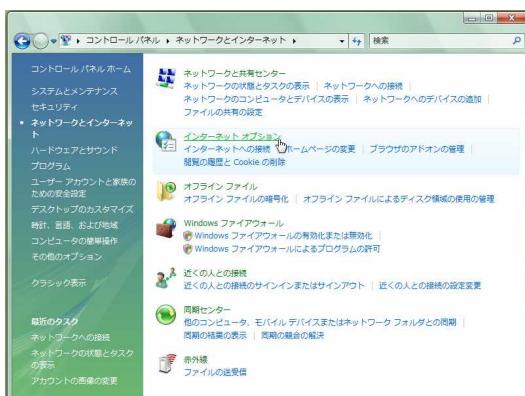 コントロール パネル ▸ ネットワークとインターネット ▸
検索
コントロール パネル ホーム
システムとメンテナンス
セキュリティ
• ネットワークとインターネッ
ト
ハードウェアとサウンド
プログラム
ユーザー アカウントと家族の
ための安全設定
デスクトップのカスタマイズ
時計、言語、および地域
コンピュータの簡単操作
その他のオプション
クラシック表示
最近のタスク
ネットワークへの接続
ネットワークの状態とタスク
の表示
アカウントの画像の変更
ネットワークと共有センター
ネットワークの状態とタスクの表示 | ネットワークへの接続 |
ネットワークのコンピュータとデバイスの表示 | ネットワークへのデバイスの追加 |
ファイルの共有の設定
インターネット オプション
インターネットへの接続 | ホームページの変更 | ブラウザのアドオンの管理 |
閲覧の履歴と Cookie の削除
オフライン ファイル
オフライン ファイルの暗号化 | オフライン ファイルによるディスク領域の使用の管理
Windows ファイアウォール
Windows ファイアウォールの有効化または無効化 |
Windows ファイアウォールによるプログラムの許可
近くの人との接続
近くの人との接続のサインインまたはサインアウト | 近くの人との接続の設定変更
同期センター
他のコンピュータ、モバイル デバイスまたはネットワーク フォルダとの同期 |
同期の結果の表示 | 同期の競合の解決
赤外線
ファイルの送受信